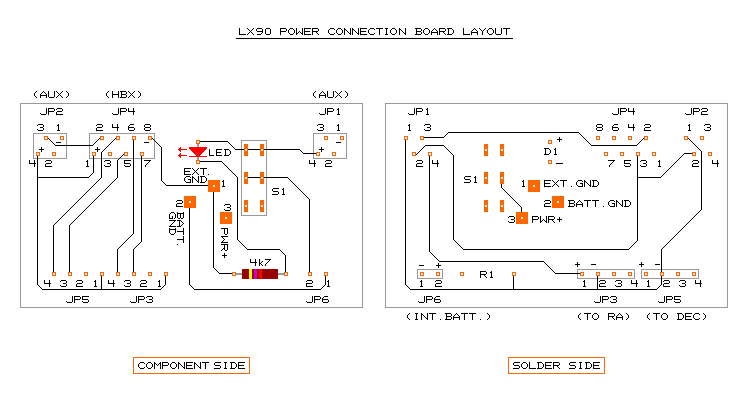 LX90 POWER CONNECTION BOARD LAYOUT
(AUX) (HBX) (AUX)
JP2 JP4 JP1 JP1 JP4 JP2
3 1 2 4 6 8 3 1 1 3 8 6 4 2 1 3
+ - + - + - - +
D1
LED
4 2 1 3 5 7 4 2 2 4 7 5 3 1 2 4
EXT.
GND 1
S1 S1
1 EXT.GND
2 3 2 BATT.GND
BATT.
GND.
PWR+ 3 PWR+
4k7
- + + - + -
R1
4 3 2 1 4 3 2 1 2 1 1 2 1 2 3 4 1 2 3 4
JP5 JP3 JP6 JP6 JP3 JP5
(INT.BATT.) (TO RA) (TO DEC)
COMPONENT SIDE SOLDER SIDE